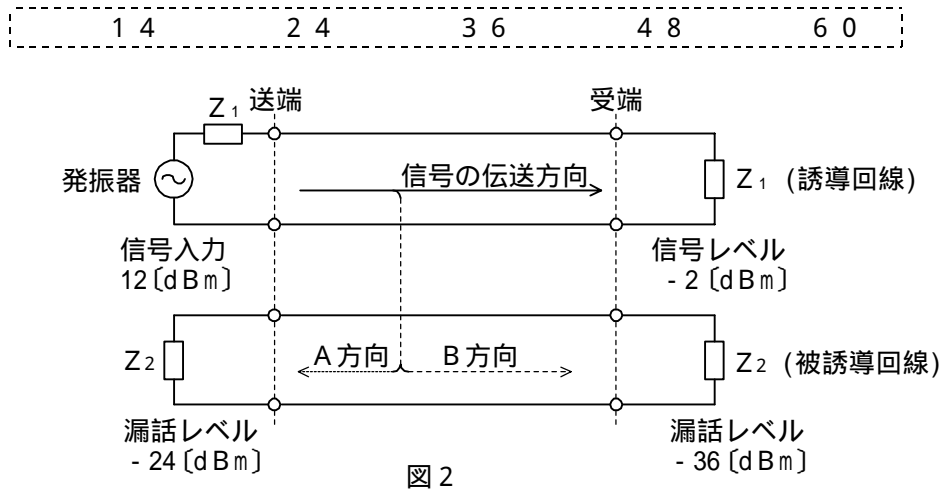 14 24 36 48 60
Z1 送端 受端
発振器 信号の伝送方向 Z1 (誘導回線)
信号入力 信号レベル
12〔dBm〕 -2〔dBm〕
Z2 A方向 B方向 Z2 (被誘導回線)
漏話レベル 漏話レベル
-24〔dBm〕 -36〔dBm〕
図2